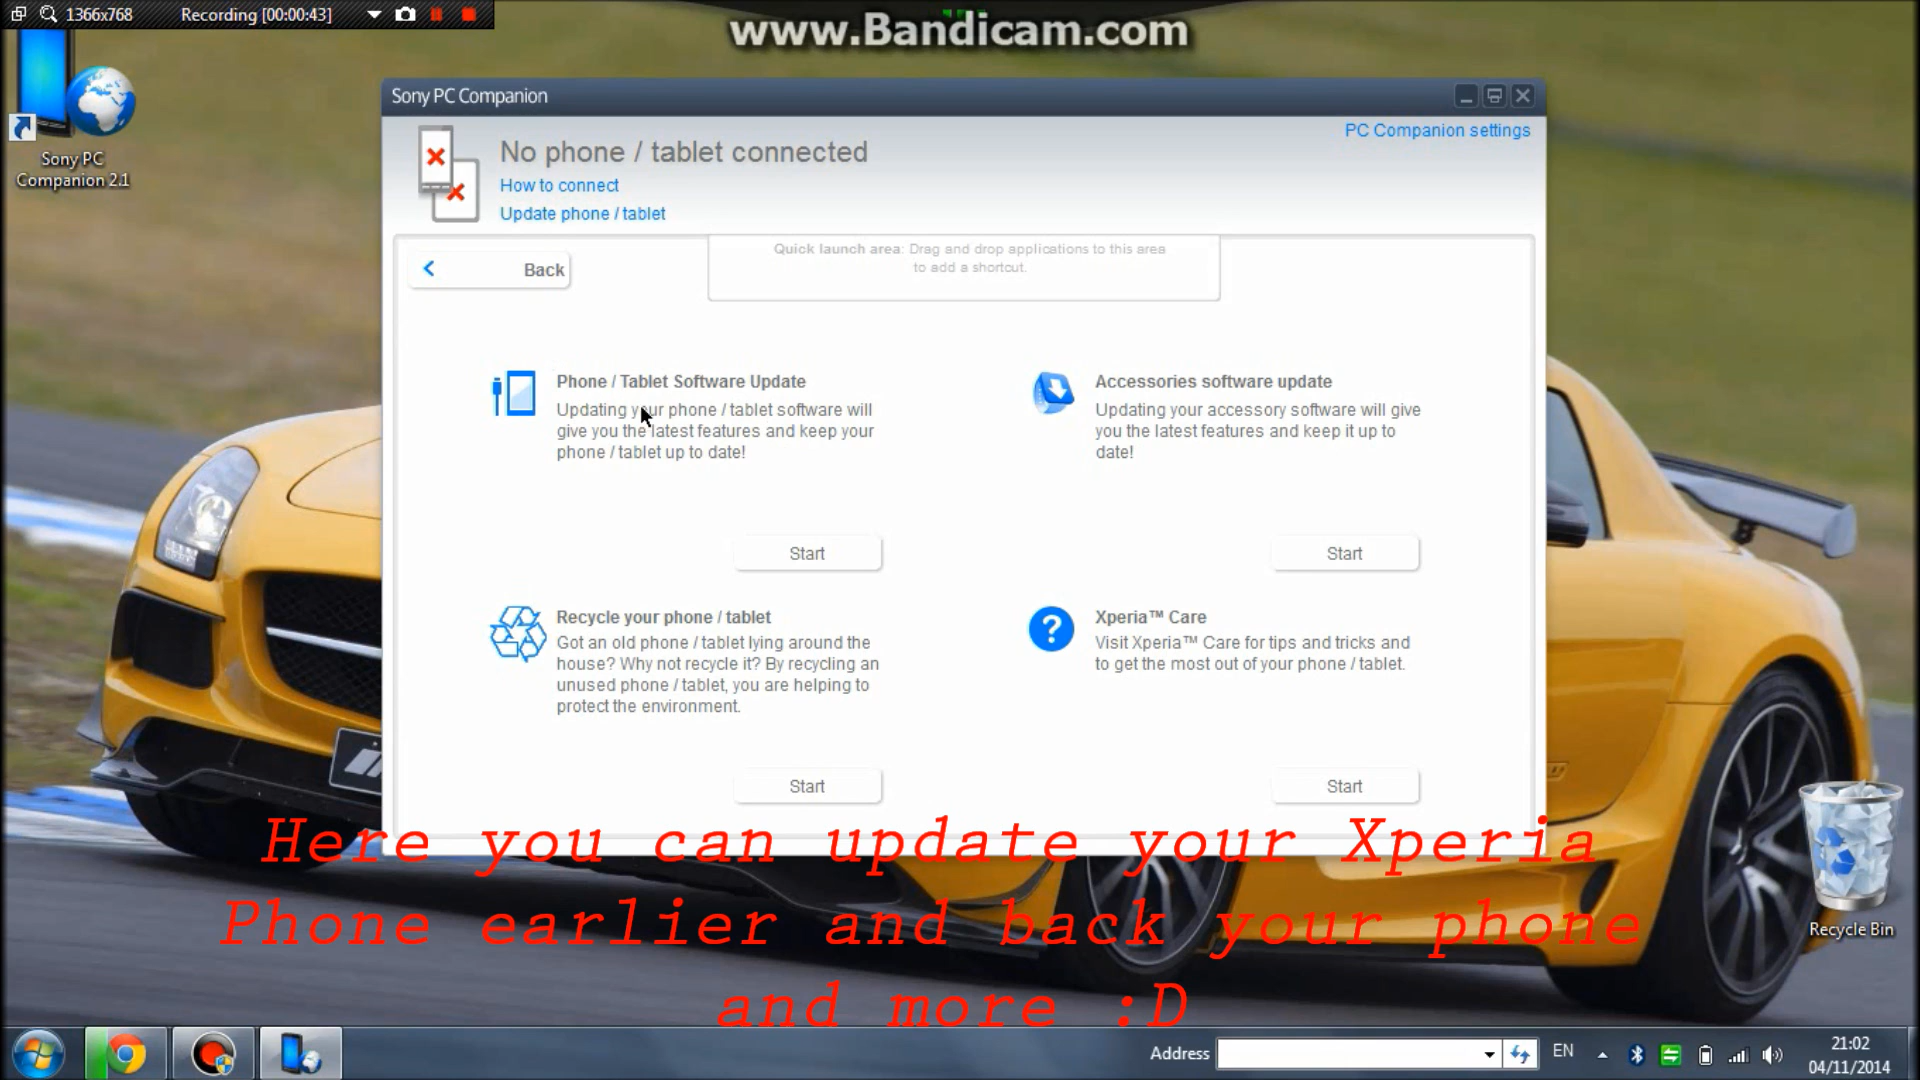 1366x768 Recording [00:00:43]
www.Bandicam.com
Sony PC
Companion 2.1
Sony PC Companion
PC Companion settings
No phone / tablet connected
How to connect
Update phone / tablet
Back
Quick launch area: Drag and drop applications to this area
to add a shortcut.
Phone / Tablet Software Update
Updating your phone / tablet software will
give you the latest features and keep your
phone / tablet up to date!
Start
Accessories software update
Updating your accessory software will give
you the latest features and keep it up to
date!
Start
Recycle your phone / tablet
Got an old phone / tablet lying around the
house? Why not recycle it? By recycling an
unused phone / tablet, you are helping to
protect the environment.
Start
Xperia™ Care
Visit Xperia™ Care for tips and tricks and
to get the most out of your phone / tablet.
Start
Here you can update your Xperia
Phone earlier and back your phone
and more :D
Recycle Bin
Address
EN
21:02
04/11/2014